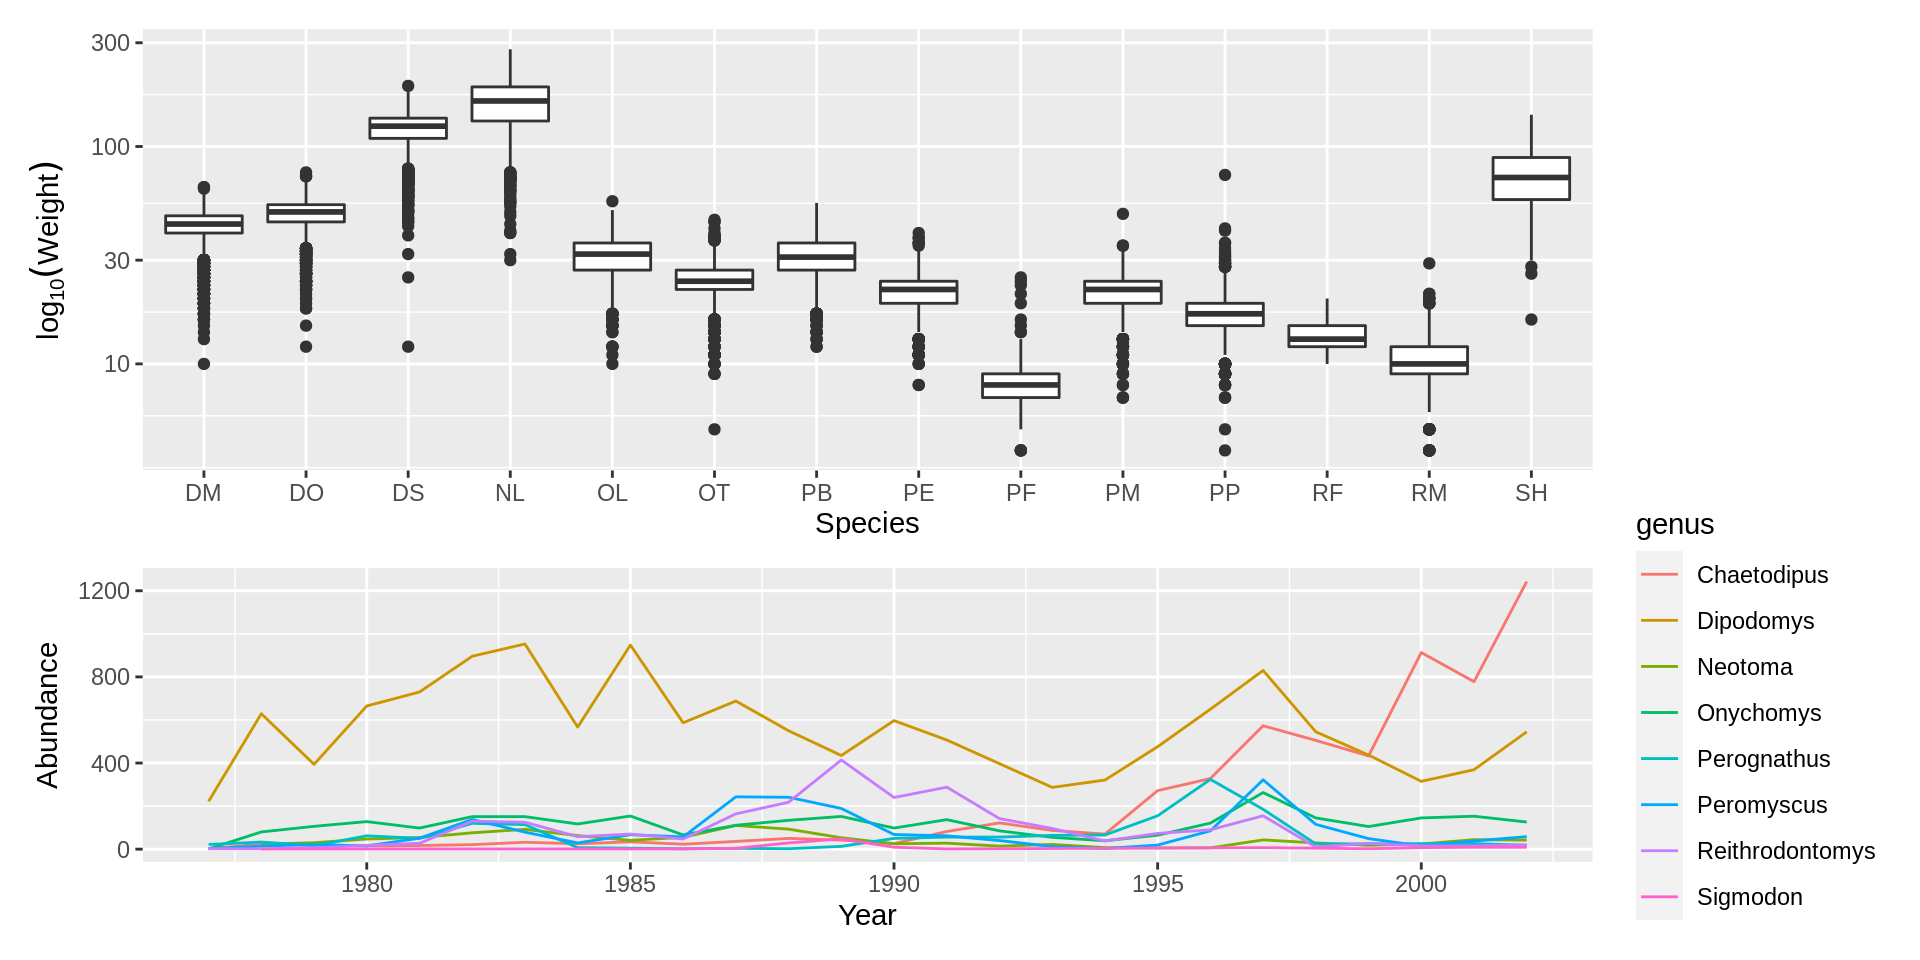 300
100
30
10
log10(Weight)
DM DO DS NL OL OT PB PE PF PM PP RF RM SH
Species
1200
800
400
0
Abundance
1980 1985 1990 1995 2000
Year
genus
Chaetodipus
Dipodomys
Neotoma
Onychomys
Perognathus
Peromyscus
Reithrodontomys
Sigmodon